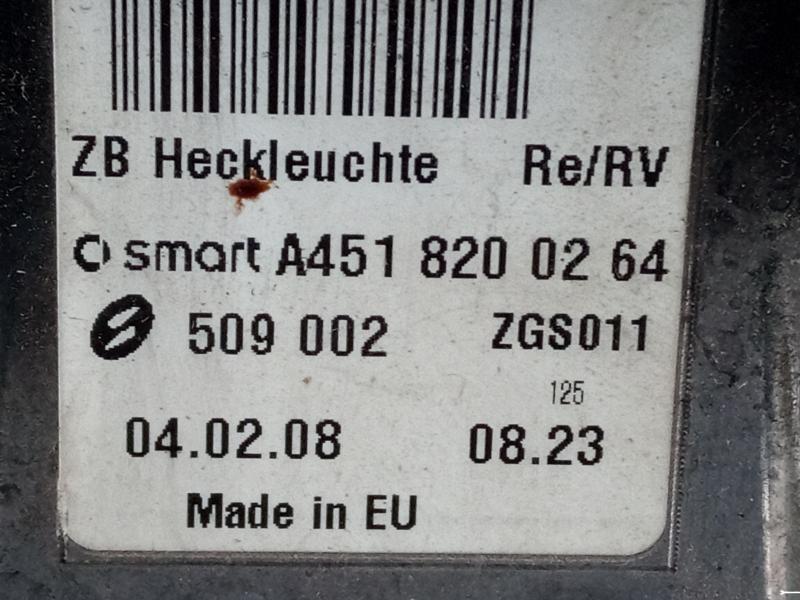 ZB Heckleuchte Re/RV
smart A451 820 02 64
509 002 ZGS011
125
04.02.08 08.23
Made in EU